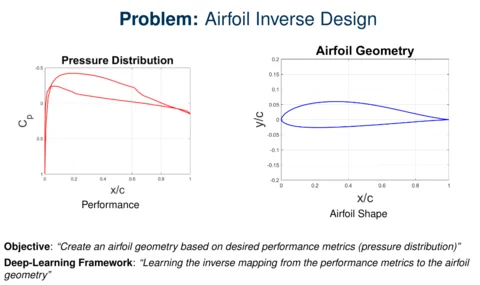 Problem: Airfoil Inverse Design
Pressure Distribution
-0.5
0
0.5
1
0
0.2
0.4
0.6
0.8
1
Cp
x/c
Performance
Airfoil Geometry
0.2
0.15
0.1
0.05
0
-0.05
-0.1
-0.15
-0.2
0
0.2
0.4
0.6
0.8
1
y/c
x/c
Airfoil Shape
Objective: “Create an airfoil geometry based on desired performance metrics (pressure distribution)”
Deep-Learning Framework: “Learning the inverse mapping from the performance metrics to the airfoil
geometry”